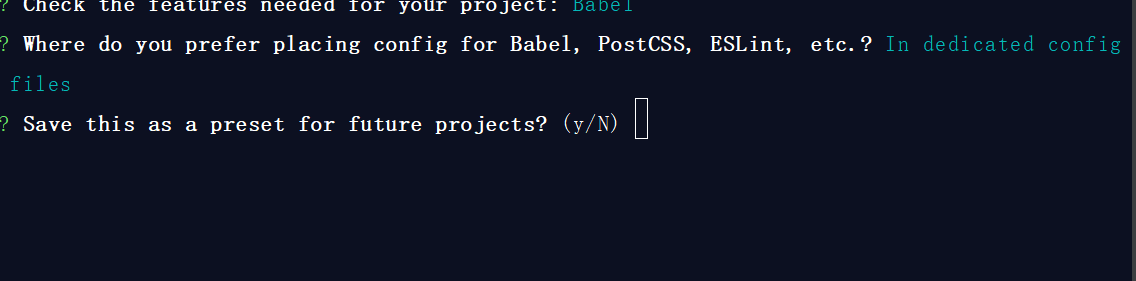 ? Check the features needed for your project: Babel
? Where do you prefer placing config for Babel, PostCSS, ESLint, etc.? In dedicated config
files
? Save this as a preset for future projects? (y/N)